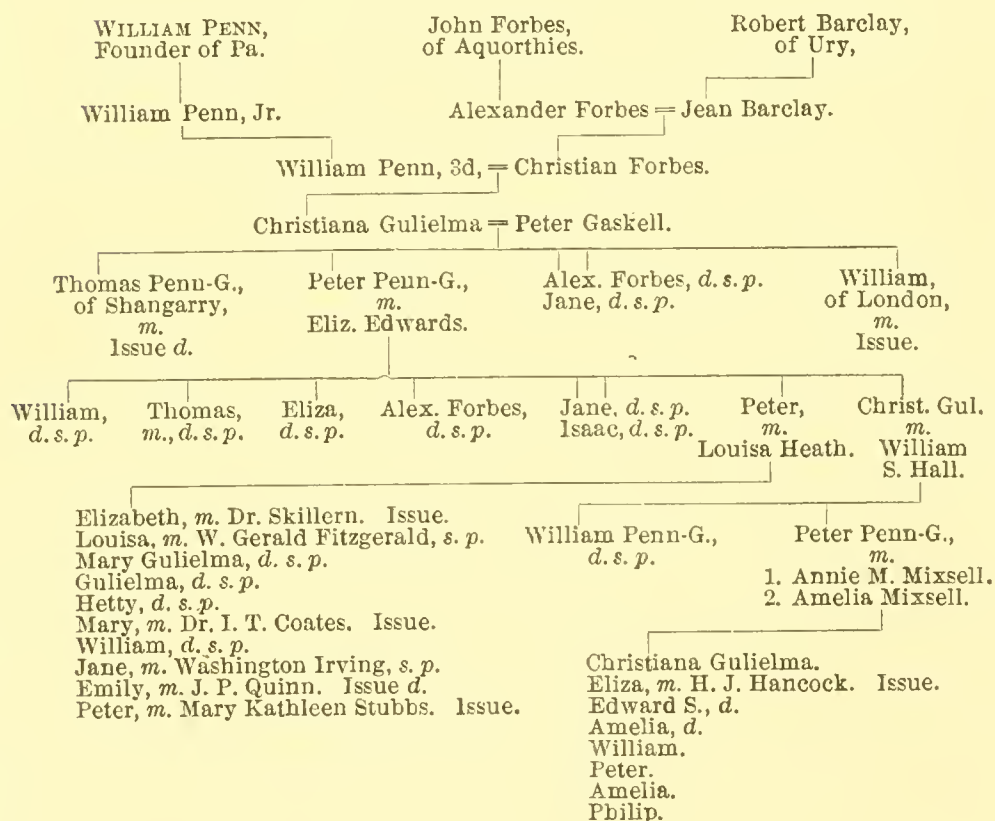 WILLIAM PENN,
Founder of Pa.
John Forbes,
of Aquorthies.
Robert Barclay,
of Ury,
William Penn, Jr.
Alexander Forbes = Jean Barclay.
William Penn, 3d, = Christian Forbes.
Christiana Gulielma = Peter Gaskell.
Thomas Penn-G.,
of Shangarry,
m.
Issue d.
Peter Penn-G.,
m.
Eliz. Edwards.
Alex. Forbes, d. s. p.
Jane, d. s. p.
William,
of London,
m.
Issue.
William,
d. s. p.
Thomas,
m., d. s. p.
Eliza,
d. s. p.
Alex. Forbes,
d. s. p.
Jane, d. s. p.
Isaac, d. s. p.
Peter,
m.
Louisa Heath.
Christ. Gul.
m.
William
S. Hall.
Elizabeth, m. Dr. Skillern. Issue.
Louisa, m. W. Gerald Fitzgerald, s. p.
Mary Gulielma, d. s. p.
Gulielma, d. s. p.
Hetty, d. s. p.
Mary, m. Dr. I. T. Coates. Issue.
William, d. s. p.
Jane, m. Washington Irving, s. p.
Emily, m. J. P. Quinn. Issue d.
Peter, m. Mary Kathleen Stubbs. Issue.
William Penn-G.,
d. s. p.
Peter Penn-G.,
m.
1. Annie M. Mixsell.
2. Amelia Mixsell.
Christiana Gulielma.
Eliza, m. H. J. Hancock. Issue.
Edward S., d.
Amelia, d.
William.
Peter.
Amelia.
Philip.